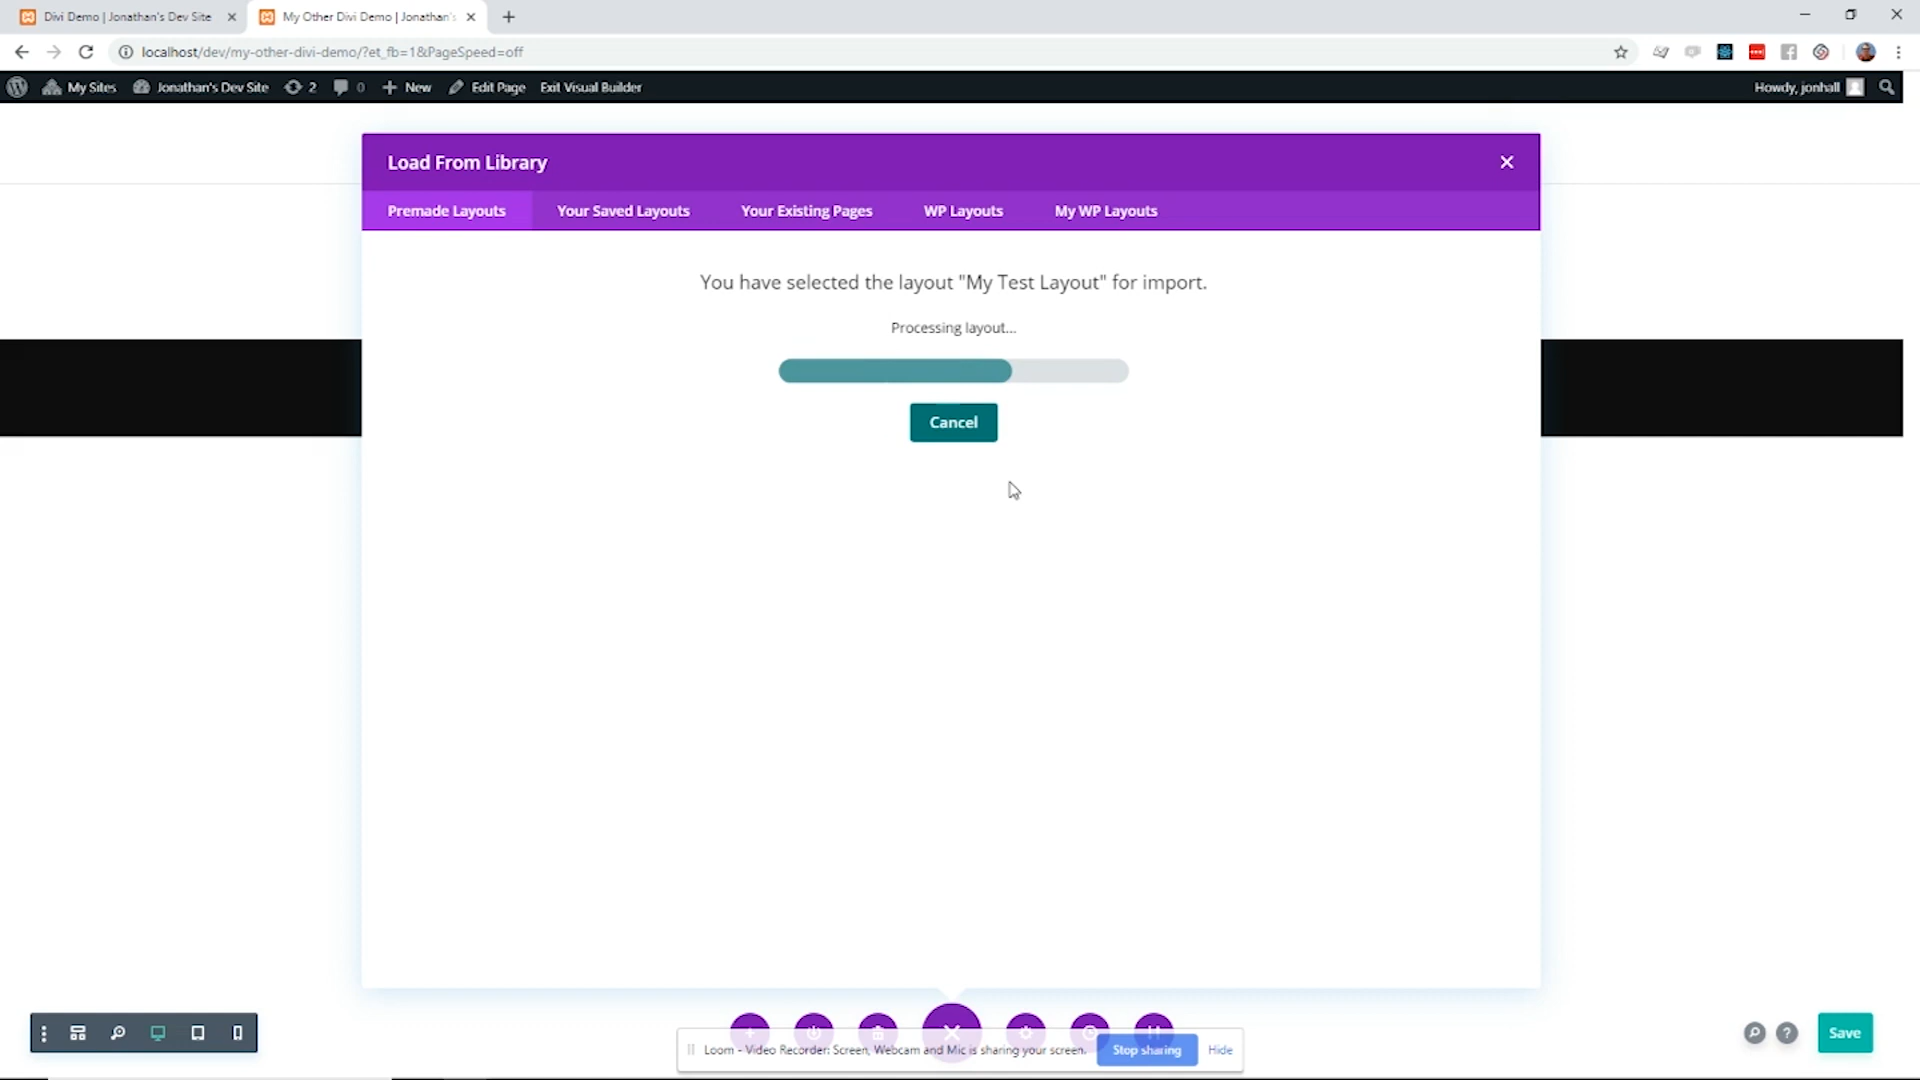 Divi Demo | Jonathan's Dev Site
My Other Divi Demo | Jonathan's
localhost/dev/my-other-divi-demo/?et_fb=1&PageSpeed=off
My Sites
Jonathan's Dev Site
2
0
New
Edit Page
Exit Visual Builder
Howdy, jonhall
Load From Library
Premade Layouts
Your Saved Layouts
Your Existing Pages
WP Layouts
My WP Layouts
You have selected the layout "My Test Layout" for import.
Processing layout...
Cancel
Loom - Video Recorder: Screen, Webcam and Mic is sharing your screen.
Stop sharing
Hide
?
Save